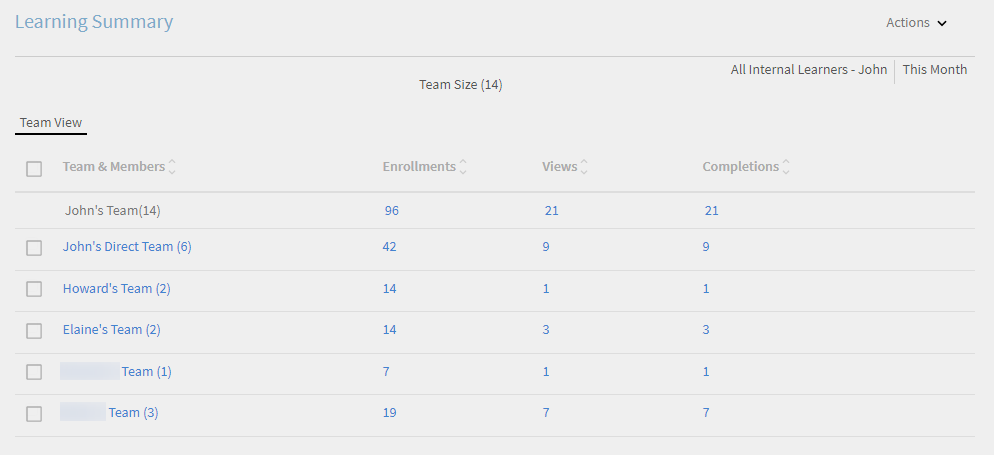 Learning Summary
Actions
All Internal Learners - John
This Month
Team Size (14)
Team View
Team & Members Enrollments Views Completions
John's Team(14) 96 21 21
John's Direct Team (6) 42 9 9
Howard's Team (2) 14 1 1
Elaine's Team (2) 14 3 3
Team (1) 7 1 1
Team (3) 19 7 7